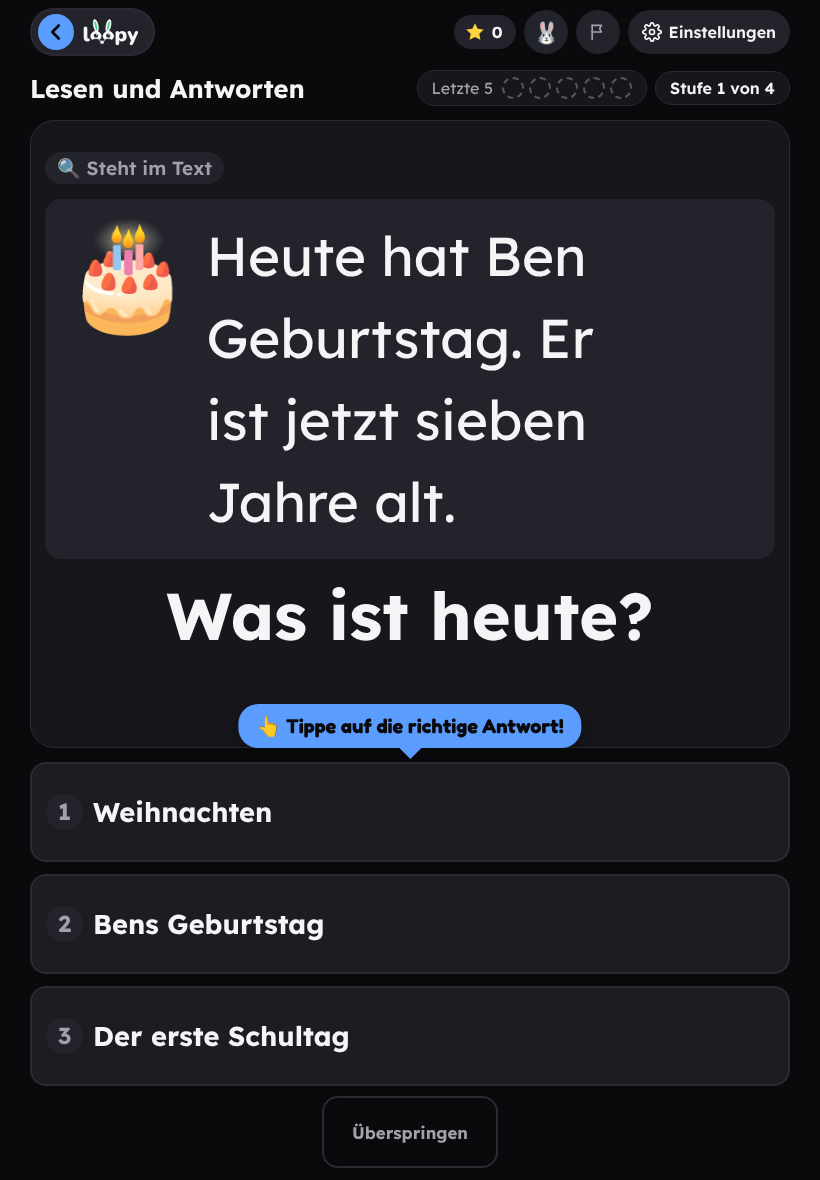 loopy
0
Einstellungen
Lesen und Antworten
Letzte 5
Stufe 1 von 4
Steht im Text
Heute hat Ben
Geburtstag. Er
ist jetzt sieben
Jahre alt.
Was ist heute?
Tippe auf die richtige Antwort!
1 Weihnachten
2 Bens Geburtstag
3 Der erste Schultag
Überspringen